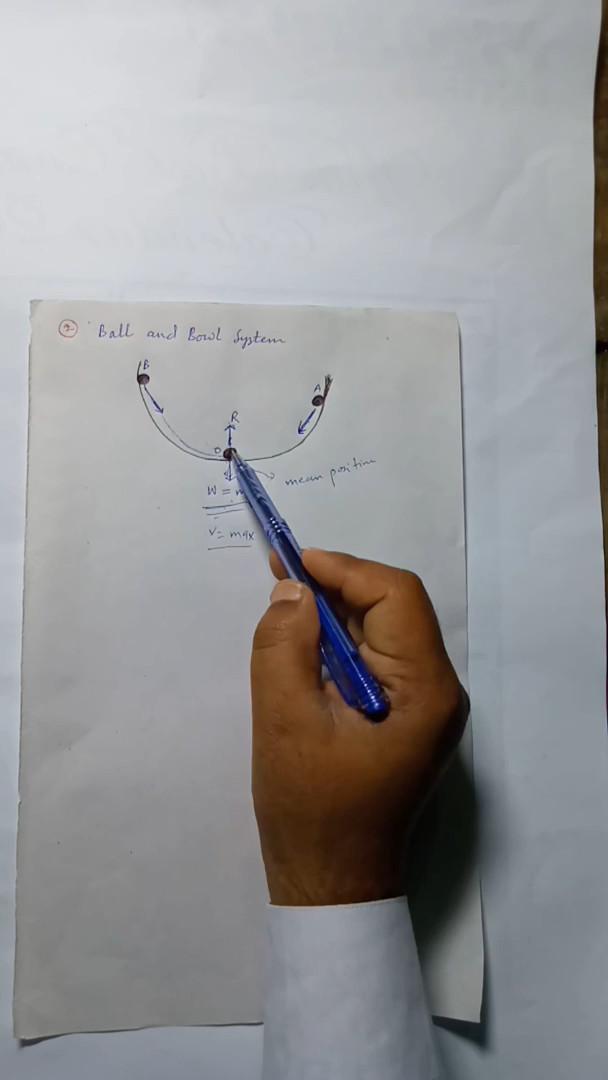 2. Ball and Bowl System
B
A
R
O
mean position
W = m
V = max